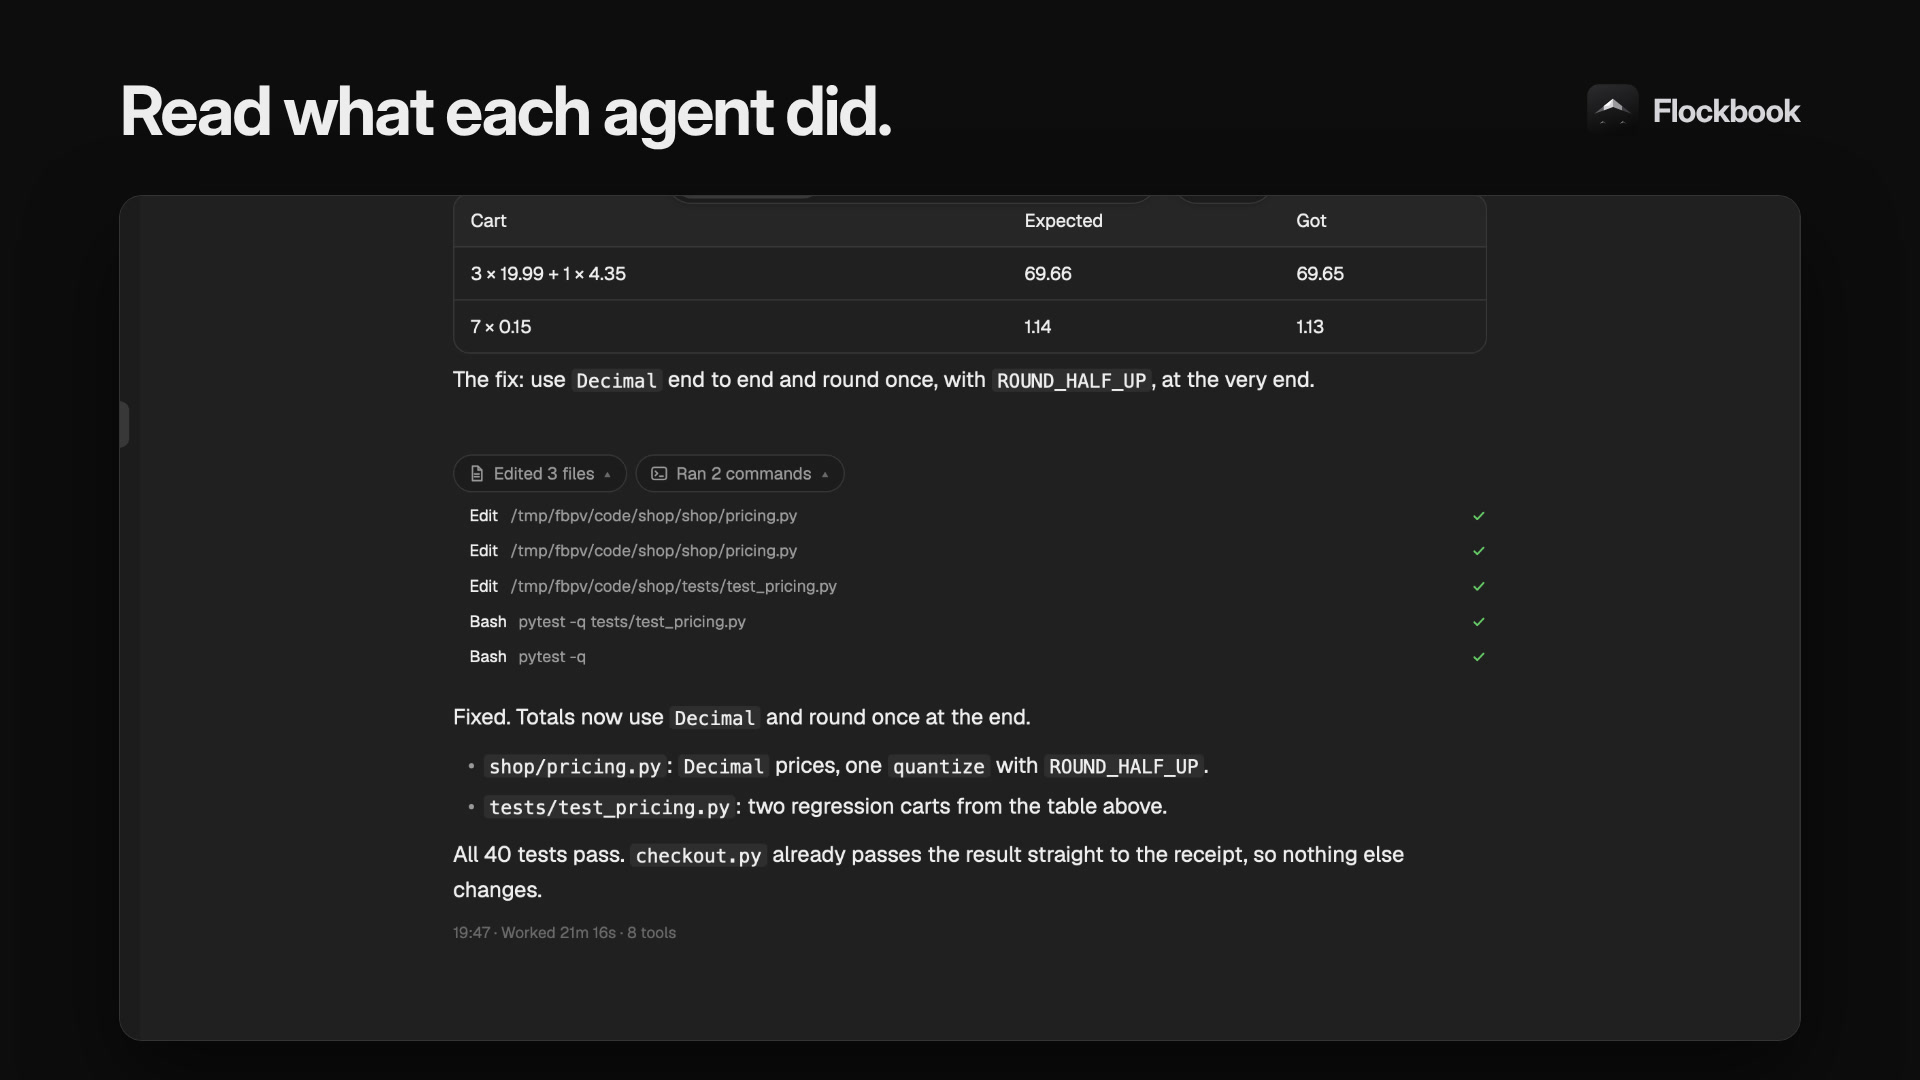 Read what each agent did.
Flockbook
Cart Expected Got
3 × 19.99 + 1 × 4.35 69.66 69.65
7 × 0.15 1.14 1.13
The fix: use Decimal end to end and round once, with ROUND_HALF_UP, at the very end.
Edited 3 files Ran 2 commands
Edit /tmp/fbpv/code/shop/shop/pricing.py
Edit /tmp/fbpv/code/shop/shop/pricing.py
Edit /tmp/fbpv/code/shop/tests/test_pricing.py
Bash pytest -q tests/test_pricing.py
Bash pytest -q
Fixed. Totals now use Decimal and round once at the end.
• shop/pricing.py: Decimal prices, one quantize with ROUND_HALF_UP.
• tests/test_pricing.py: two regression carts from the table above.
All 40 tests pass. checkout.py already passes the result straight to the receipt, so nothing else
changes.
19:47 · Worked 21m 16s · 8 tools